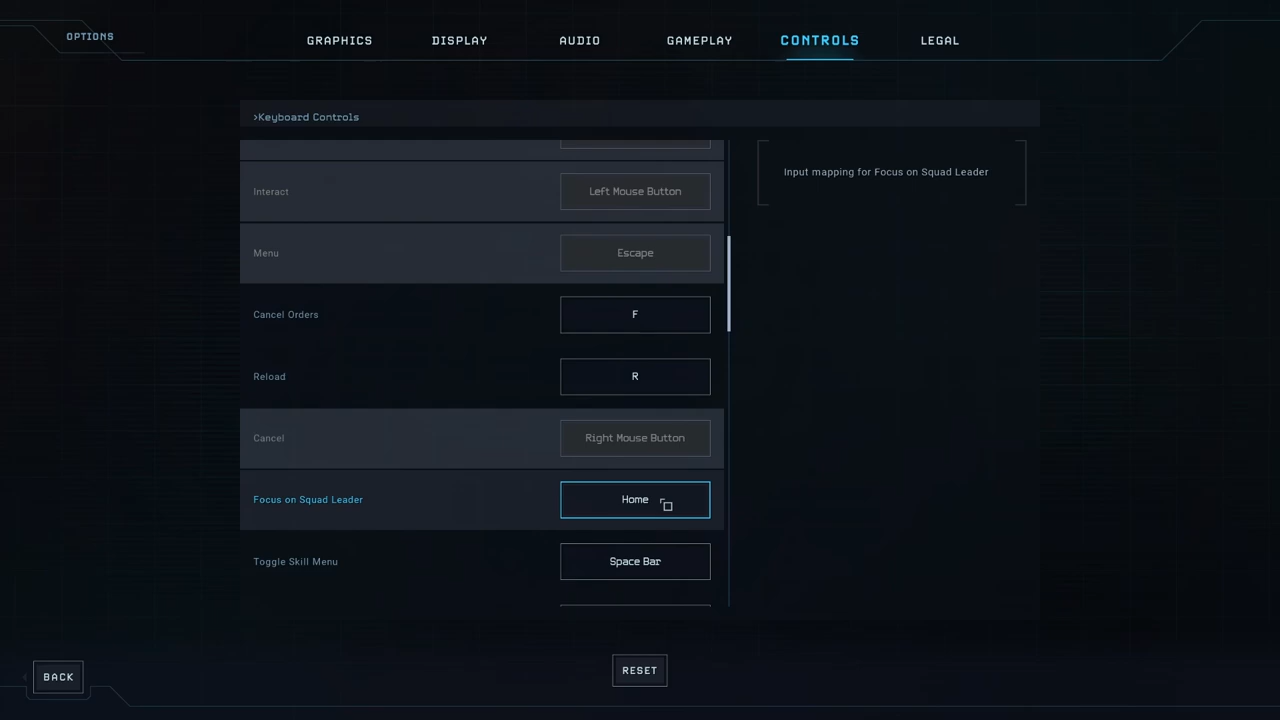 OPTIONS
GRAPHICS
DISPLAY
AUDIO
GAMEPLAY
CONTROLS
LEGAL
>Keyboard Controls
Interact
Left Mouse Button
Menu
Escape
Cancel Orders
F
Reload
R
Cancel
Right Mouse Button
Focus on Squad Leader
Home
Toggle Skill Menu
Space Bar
Input mapping for Focus on Squad Leader
BACK
RESET